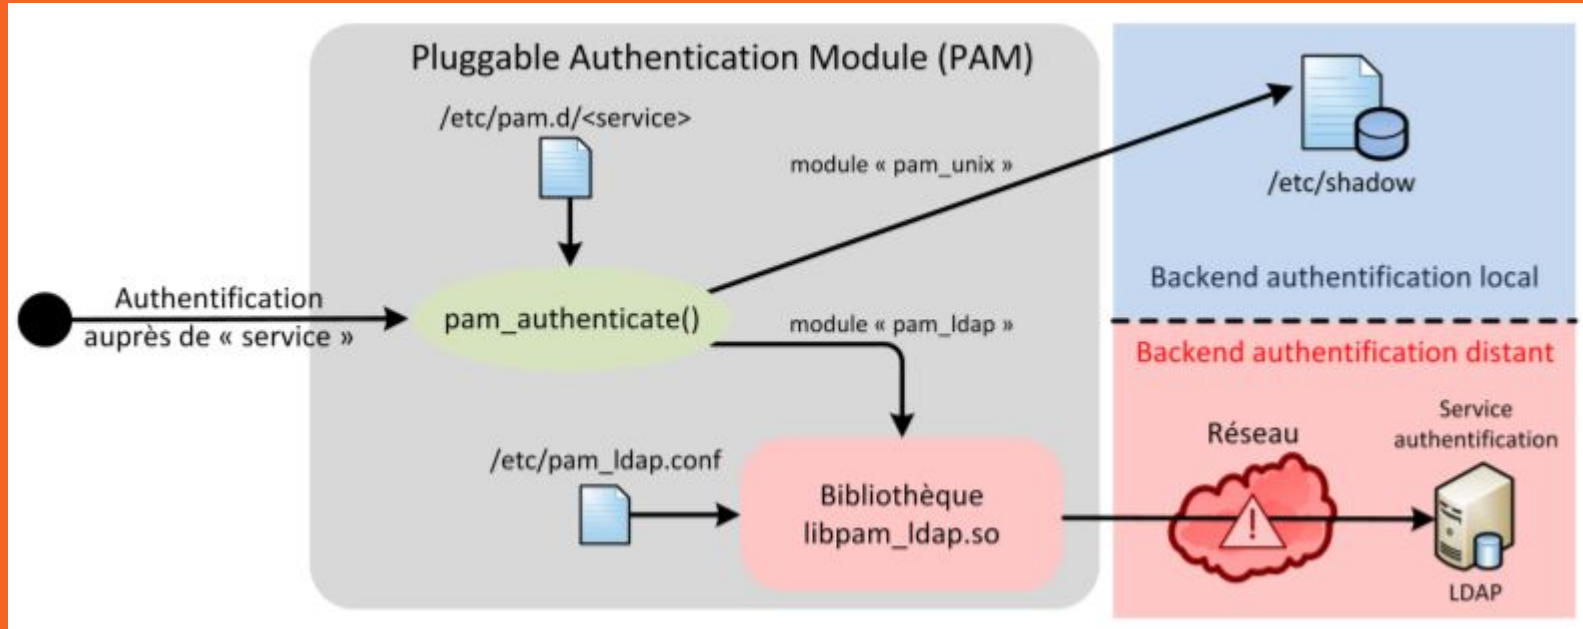 Pluggable Authentication Module (PAM)
/etc/pam.d/<service>
module « pam_unix »
/etc/shadow
Backend authentification local
Authentification
auprès de « service »
pam_authenticate()
module « pam_ldap »
Backend authentification distant
/etc/pam_ldap.conf
Bibliothèque
libpam_ldap.so
Réseau
!
Service
authentification
LDAP